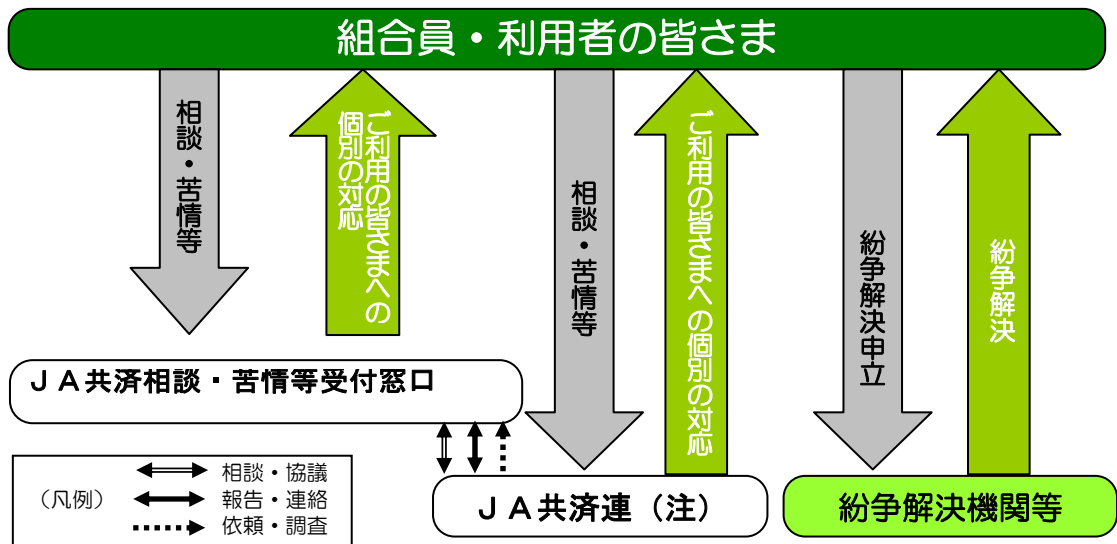 組合員・利用者の皆さま
相談・苦情等
ご利用の皆さまへの
個別の対応
相談・苦情等
ご利用の皆さまへの個別の対応
紛争解決申立
紛争解決
ＪＡ共済相談・苦情等受付窓口
（凡例）
相談・協議
報告・連絡
依頼・調査
ＪＡ共済連（注）
紛争解決機関等